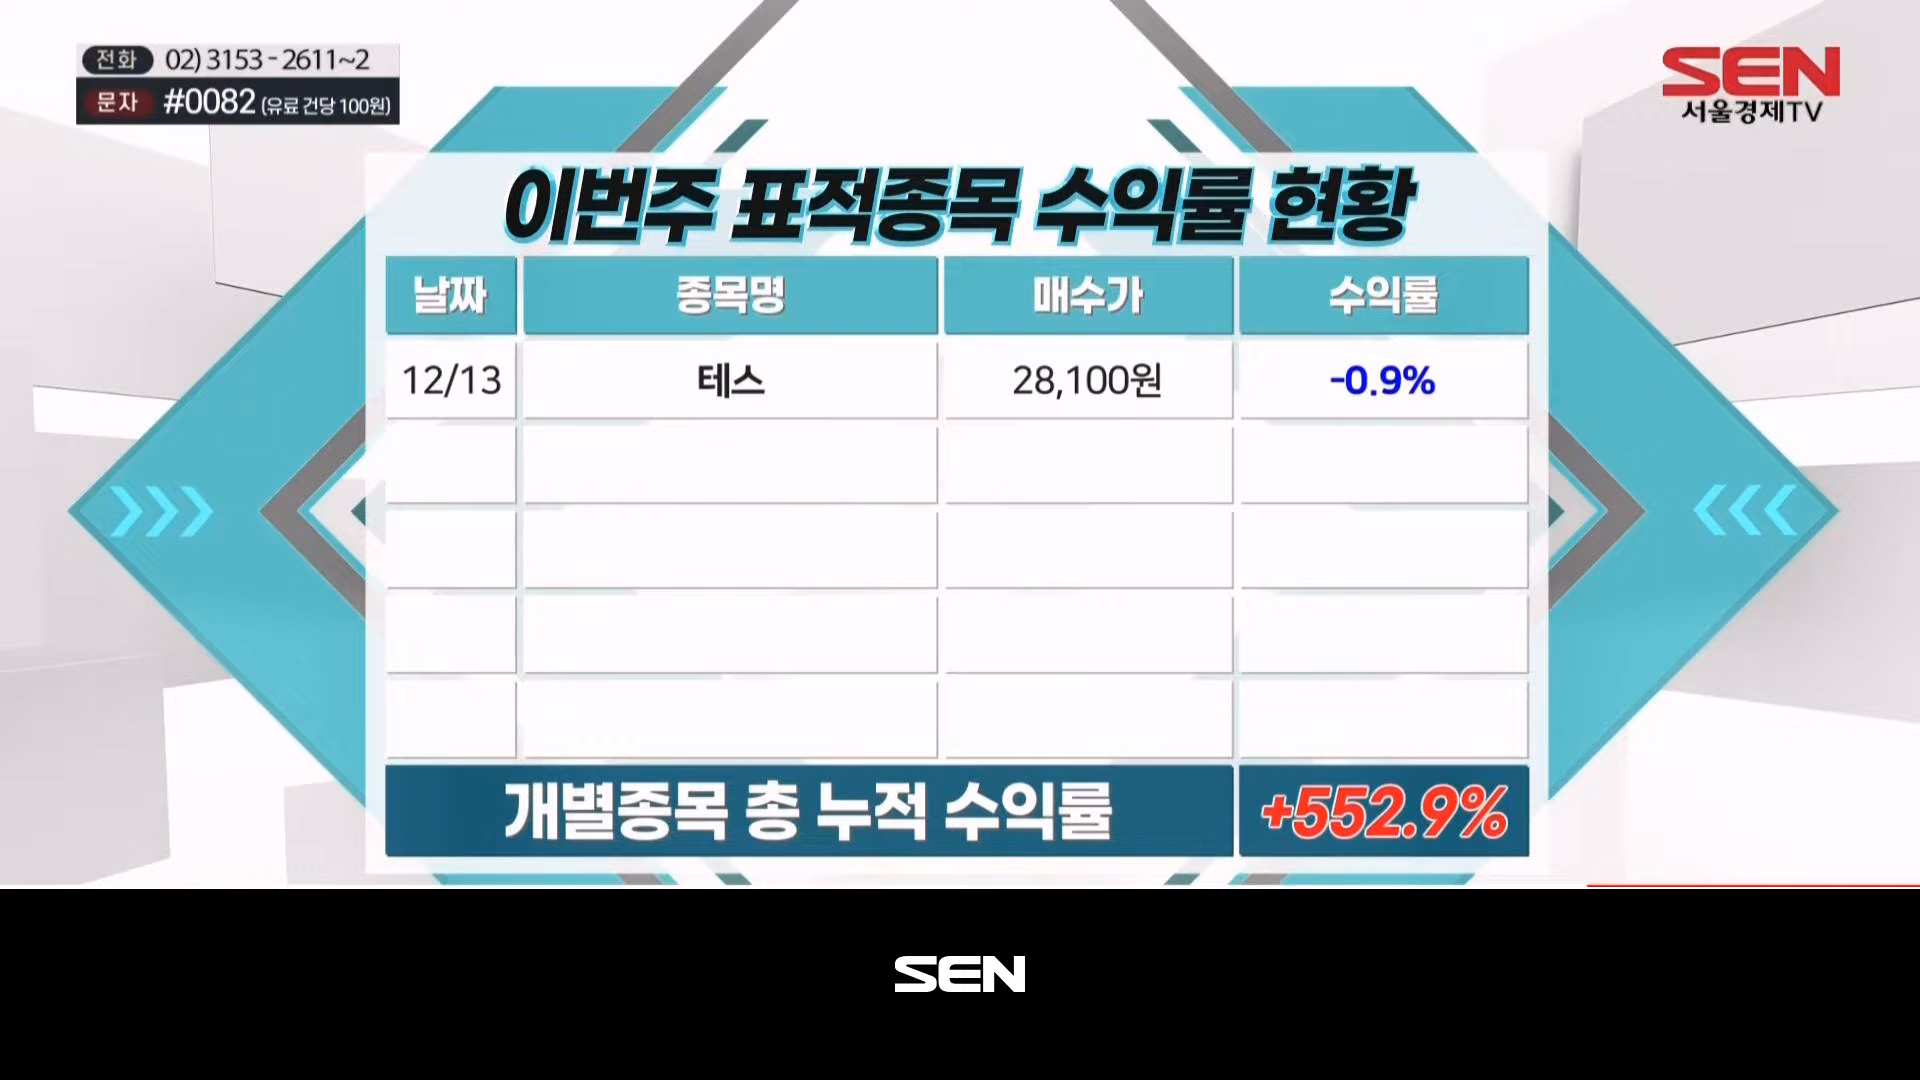 전화 02) 3153-2611~2
문자 #0082 (유료 건당 100원)
SEN
서울경제TV
이번주 표적종목 수익률 현황
날짜 종목명 매수가 수익률
12/13 테스 28,100원 -0.9%
개별종목 총 누적 수익률 +552.9%
SEN